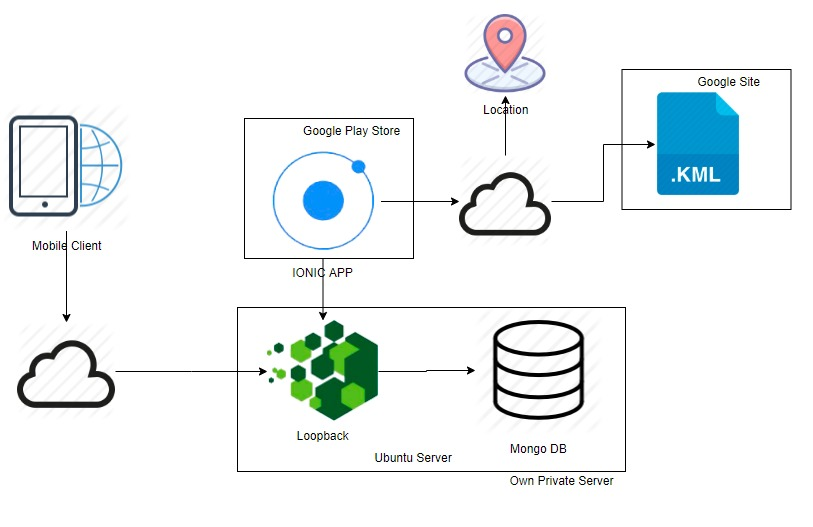 Location
Google Site
.KML
Google Play Store
Mobile Client
IONIC APP
Loopback
Mongo DB
Ubuntu Server
Own Private Server